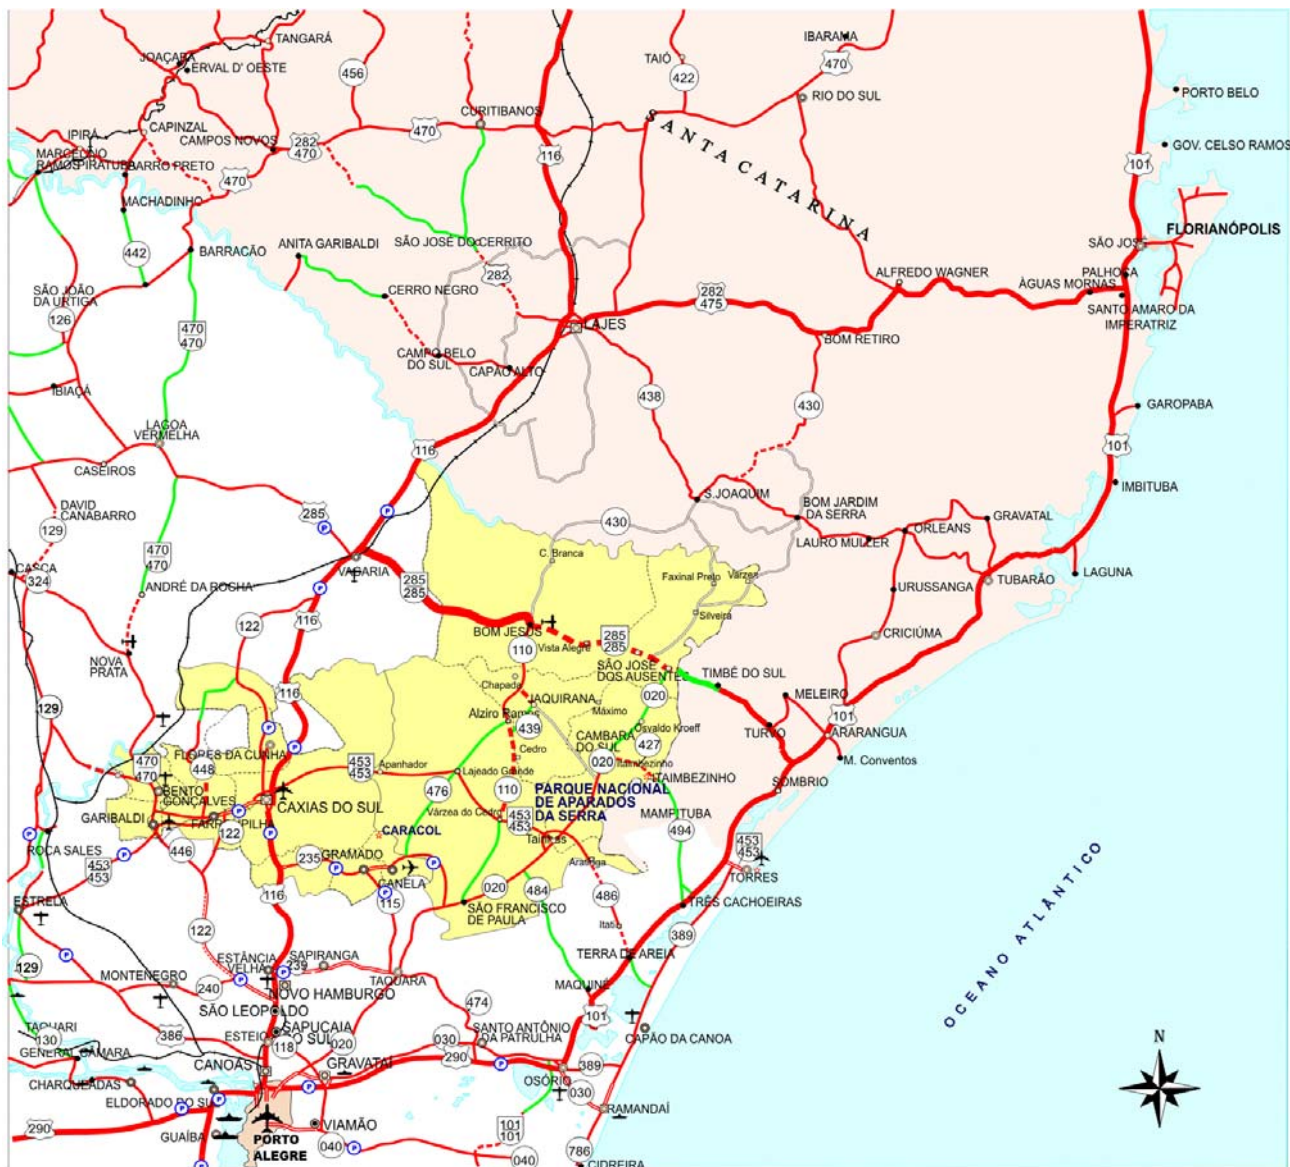 TANGARÁ
JOAÇABA
ERVAL D' OESTE
456
TAIÓ
422
IBARAMA
470
RIO DO SUL
PORTO BELO
CURITIBANOS
IPIRÁ
CAPINZAL
CAMPOS NOVOS
282
470
470
116
SANTA CATARINA
101
GOV. CELSO RAMOS
MARCELINO
RAMOS
PIRATUBA
BARRO PRETO
470
MACHADINHO
442
BARRACÃO
ANITA GARIBALDI
SÃO JOSÉ DO CERRITO
282
FLORIANÓPOLIS
SÃO JOSÉ
PALHOÇA
ALFREDO WAGNER
ÀGUAS MORNAS
SANTO AMARO DA
IMPERATRIZ
SÃO JOÃO
DA URTIGA
126
CERRO NEGRO
282
475
LAJES
BOM RETIRO
470
470
CAMPO BELO
DO SUL
CAPÃO ALTO
IBIAÇÁ
438
430
GAROPABA
LAGOA
VERMELHA
116
101
CASEIROS
IMBITUBA
S.JOAQUIM
BOM JARDIM
DA SERRA
DAVID
CANABARRO
129
285
P
P
430
LAURO MULLER
ORLEANS
GRAVATAL
470
470
CASCA
324
VACARIA
C. Branca
Faxinal Preto
Várzea
TUBARÃO
LAGUNA
ANDRÉ DA ROCHA
P
285
285
URUSSANGA
Silveira
122
116
BOM JESUS
285
285
CRICIÚMA
110
Vista Alegre
NOVA
PRATA
SÃO JOSÉ
DOS AUSENTES
TIMBÉ DO SUL
Chapada
020
MELEIRO
129
116
JAQUIRANA
Máximo
101
Alziro Ramos
439
Osvaldo Kroeff
TURVO
ARARANGUA
CAMBARÁ
DO SUL
427
P
P
FLORES DA CUNHA
470
470
448
453
453
Apanhador
Cedro
020
Itaimbezinho
M. Conventos
Lajeado Grande
ITAIMBEZINHO
SOMBRIO
BENTO
GONÇALVES
476
110
PARQUE NACIONAL
DE APARADOS
DA SERRA
CAXIAS DO SUL
GARIBALDI
122
Várzea do Cedro
453
453
MAMPITUBA
494
P
P
CARACOL
Tainhas
453
453
ROCA SALES
446
235
GRAMADO
P
Aratinga
453
453
P
P
CANELA
TORRES
116
P
115
020
484
486
ESTRELA
SÃO FRANCISCO
DE PAULA
TRÊS CACHOEIRAS
122
Itati
389
P
ESTÂNCIA
VELHA
SAPIRANGA
TERRA DE AREIA
129
P
P
239
MONTENEGRO
240
TAQUARA
MAQUINÉ
NOVO HAMBURGO
SÃO LEOPOLDO
474
101
TAQUARI
130
386
SAPUCAIA
DO SUL
ESTEIO
118
020
030
SANTO ANTÔNIO
DA PATRULHA
CAPÃO DA CANOA
OCEANO ATLÂNTICO
N
GENERAL CÂMARA
CANOAS
GRAVATAÍ
P
290
P
389
CHARQUEADAS
P
OSÓRIO
030
ELDORADO DO SUL
P
RAMANDAÍ
290
GUAÍBA
VIAMÃO
101
101
PORTO
ALEGRE
040
P
786
P
040
CIDREIRA